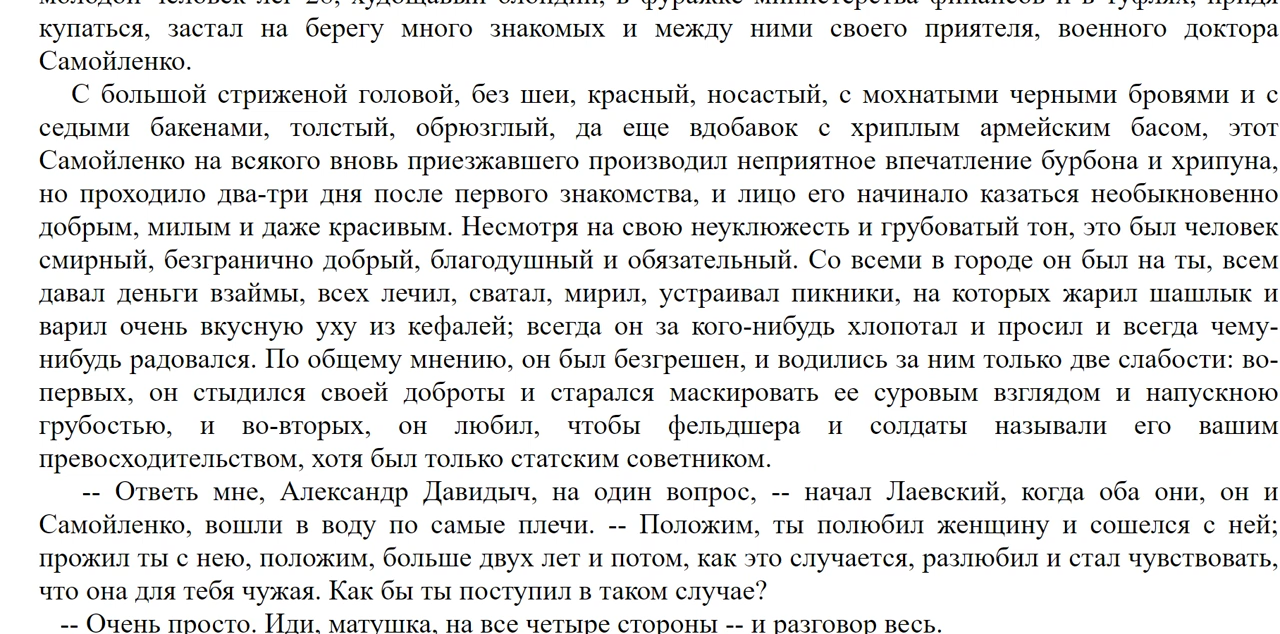 молодой человек лет 28, худощавый блондин, в фуражке министерства финансов и в туфлях, придя
купаться, застал на берегу много знакомых и между ними своего приятеля, военного доктора
Самойленко.
С большой стриженой головой, без шеи, красный, носастый, с мохнатыми черными бровями и с
седыми бакенами, толстый, обрюзглый, да еще вдобавок с хриплым армейским басом, этот
Самойленко на всякого вновь приезжавшего производил неприятное впечатление бурбона и хрипуна,
но проходило два-три дня после первого знакомства, и лицо его начинало казаться необыкновенно
добрым, милым и даже красивым. Несмотря на свою неуклюжесть и грубоватый тон, это был человек
смирный, безгранично добрый, благодушный и обязательный. Со всеми в городе он был на ты, всем
давал деньги взаймы, всех лечил, сватал, мирил, устраивал пикники, на которых жарил шашлык и
варил очень вкусную уху из кефалей; всегда он за кого-нибудь хлопотал и просил и всегда чему-
нибудь радовался. По общему мнению, он был безгрешен, и водились за ним только две слабости: во-
первых, он стыдился своей доброты и старался маскировать ее суровым взглядом и напускною
грубостью, и во-вторых, он любил, чтобы фельдшера и солдаты называли его вашим
превосходительством, хотя был только статским советником.
-- Ответь мне, Александр Давидыч, на один вопрос, -- начал Лаевский, когда оба они, он и
Самойленко, вошли в воду по самые плечи. -- Положим, ты полюбил женщину и сошелся с ней;
прожил ты с нею, положим, больше двух лет и потом, как это случается, разлюбил и стал чувствовать,
что она для тебя чужая. Как бы ты поступил в таком случае?
-- Очень просто. Иди, матушка, на все четыре стороны -- и разговор весь.